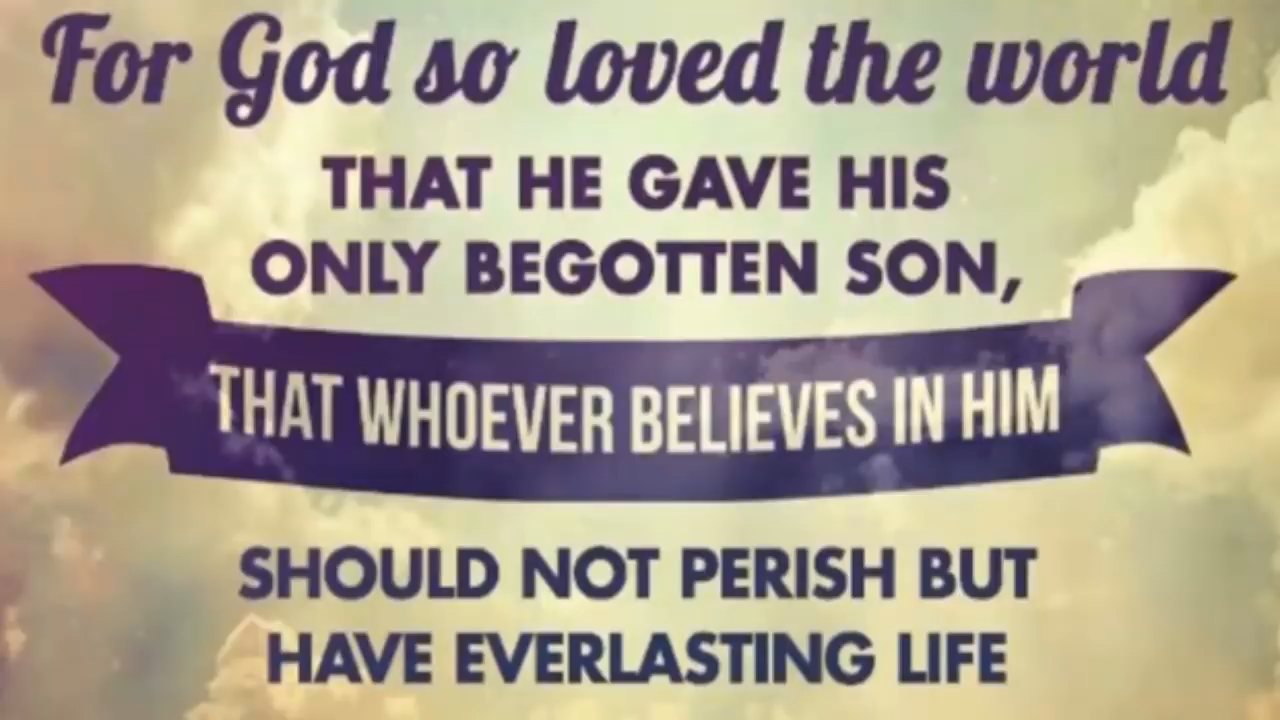 For God so loved the world
THAT HE GAVE HIS
ONLY BEGOTTEN SON,
THAT WHOEVER BELIEVES IN HIM
SHOULD NOT PERISH BUT
HAVE EVERLASTING LIFE